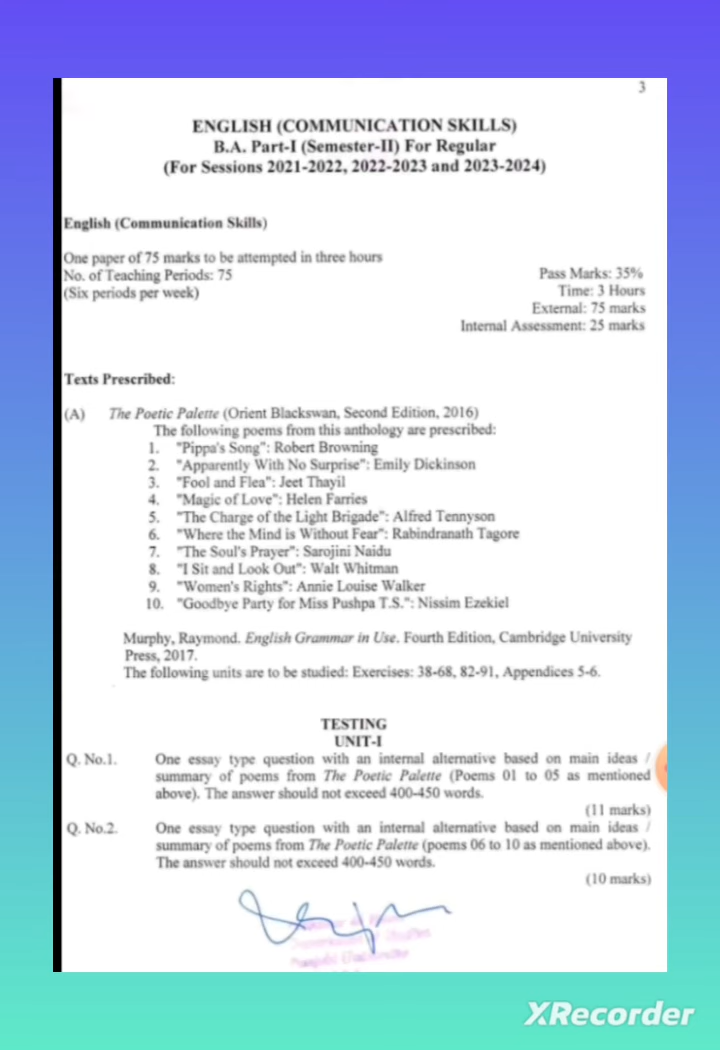 3
ENGLISH (COMMUNICATION SKILLS)
B.A. Part-I (Semester-II) For Regular
(For Sessions 2021-2022, 2022-2023 and 2023-2024)
English (Communication Skills)
One paper of 75 marks to be attempted in three hours
No. of Teaching Periods: 75
Pass Marks: 35%
(Six periods per week)
Time: 3 Hours
External: 75 marks
Internal Assessment: 25 marks
Texts Prescribed:
(A) The Poetic Palette (Orient Blackswan, Second Edition, 2016)
The following poems from this anthology are prescribed:
1. "Pippa's Song": Robert Browning
2. "Apparently With No Surprise": Emily Dickinson
3. "Fool and Flea": Jeet Thayil
4. "Magic of Love": Helen Farries
5. "The Charge of the Light Brigade": Alfred Tennyson
6. "Where the Mind is Without Fear": Rabindranath Tagore
7. "The Soul's Prayer": Sarojini Naidu
8. "I Sit and Look Out": Walt Whitman
9. "Women's Rights": Annie Louise Walker
10. "Goodbye Party for Miss Pushpa T.S.": Nissim Ezekiel
Murphy, Raymond. English Grammar in Use. Fourth Edition, Cambridge University
Press, 2017.
The following units are to be studied: Exercises: 38-68, 82-91, Appendices 5-6.
TESTING
UNIT-I
Q. No.1. One essay type question with an internal alternative based on main ideas /
summary of poems from The Poetic Palette (Poems 01 to 05 as mentioned
above). The answer should not exceed 400-450 words.
(11 marks)
Q. No.2. One essay type question with an internal alternative based on main ideas /
summary of poems from The Poetic Palette (poems 06 to 10 as mentioned above).
The answer should not exceed 400-450 words.
(10 marks)
XRecorder